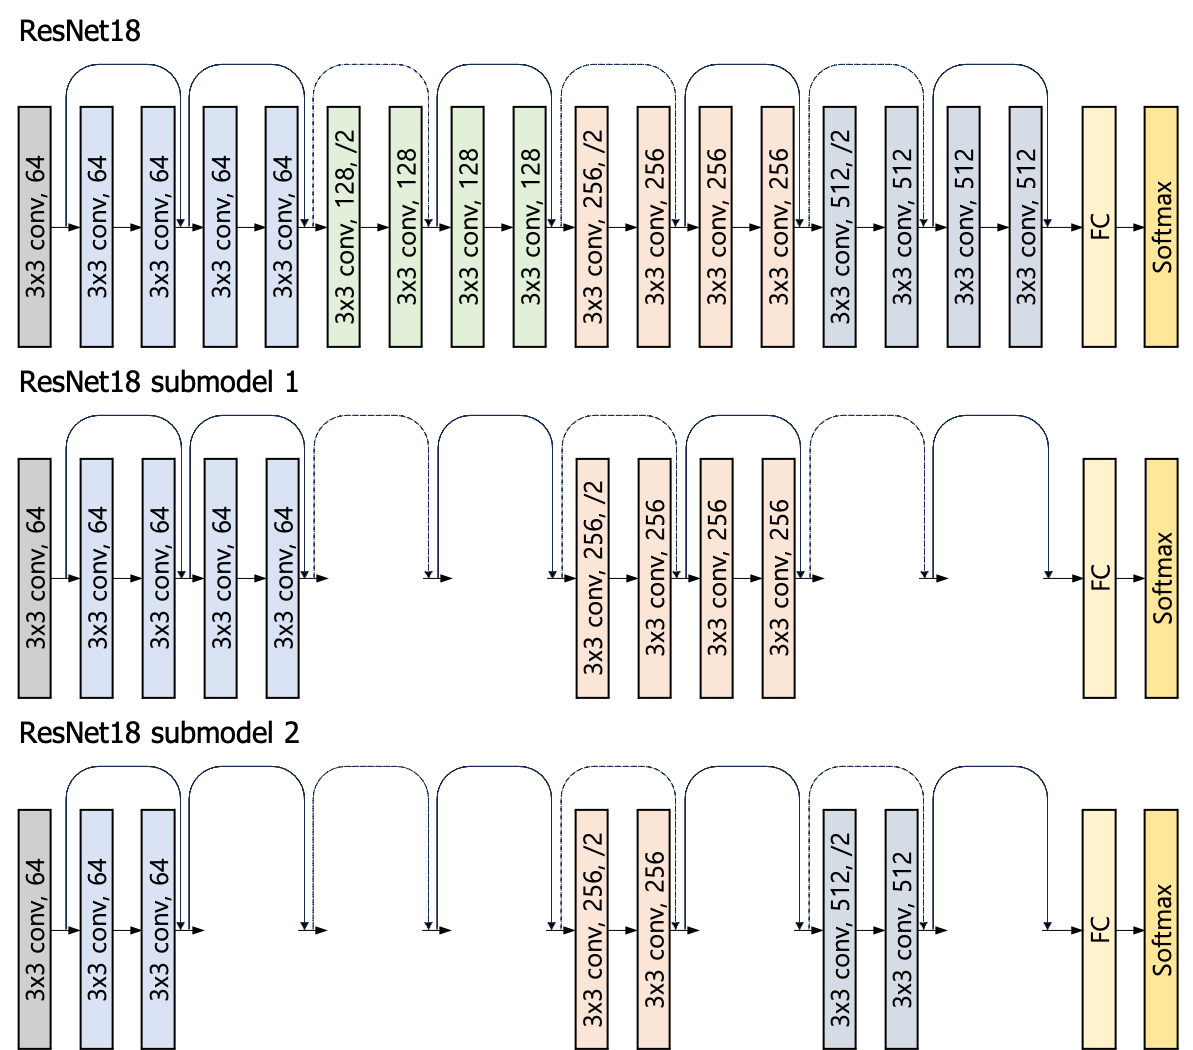 ResNet18
3x3 conv, 64
3x3 conv, 64
3x3 conv, 64
3x3 conv, 64
3x3 conv, 64
3x3 conv, 128, /2
3x3 conv, 128
3x3 conv, 128
3x3 conv, 128
3x3 conv, 256, /2
3x3 conv, 256
3x3 conv, 256
3x3 conv, 256
3x3 conv, 512, /2
3x3 conv, 512
3x3 conv, 512
3x3 conv, 512
FC
Softmax
ResNet18 submodel 1
3x3 conv, 64
3x3 conv, 64
3x3 conv, 64
3x3 conv, 64
3x3 conv, 64
3x3 conv, 256, /2
3x3 conv, 256
3x3 conv, 256
3x3 conv, 256
FC
Softmax
ResNet18 submodel 2
3x3 conv, 64
3x3 conv, 64
3x3 conv, 64
3x3 conv, 256, /2
3x3 conv, 256
3x3 conv, 512, /2
3x3 conv, 512
FC
Softmax